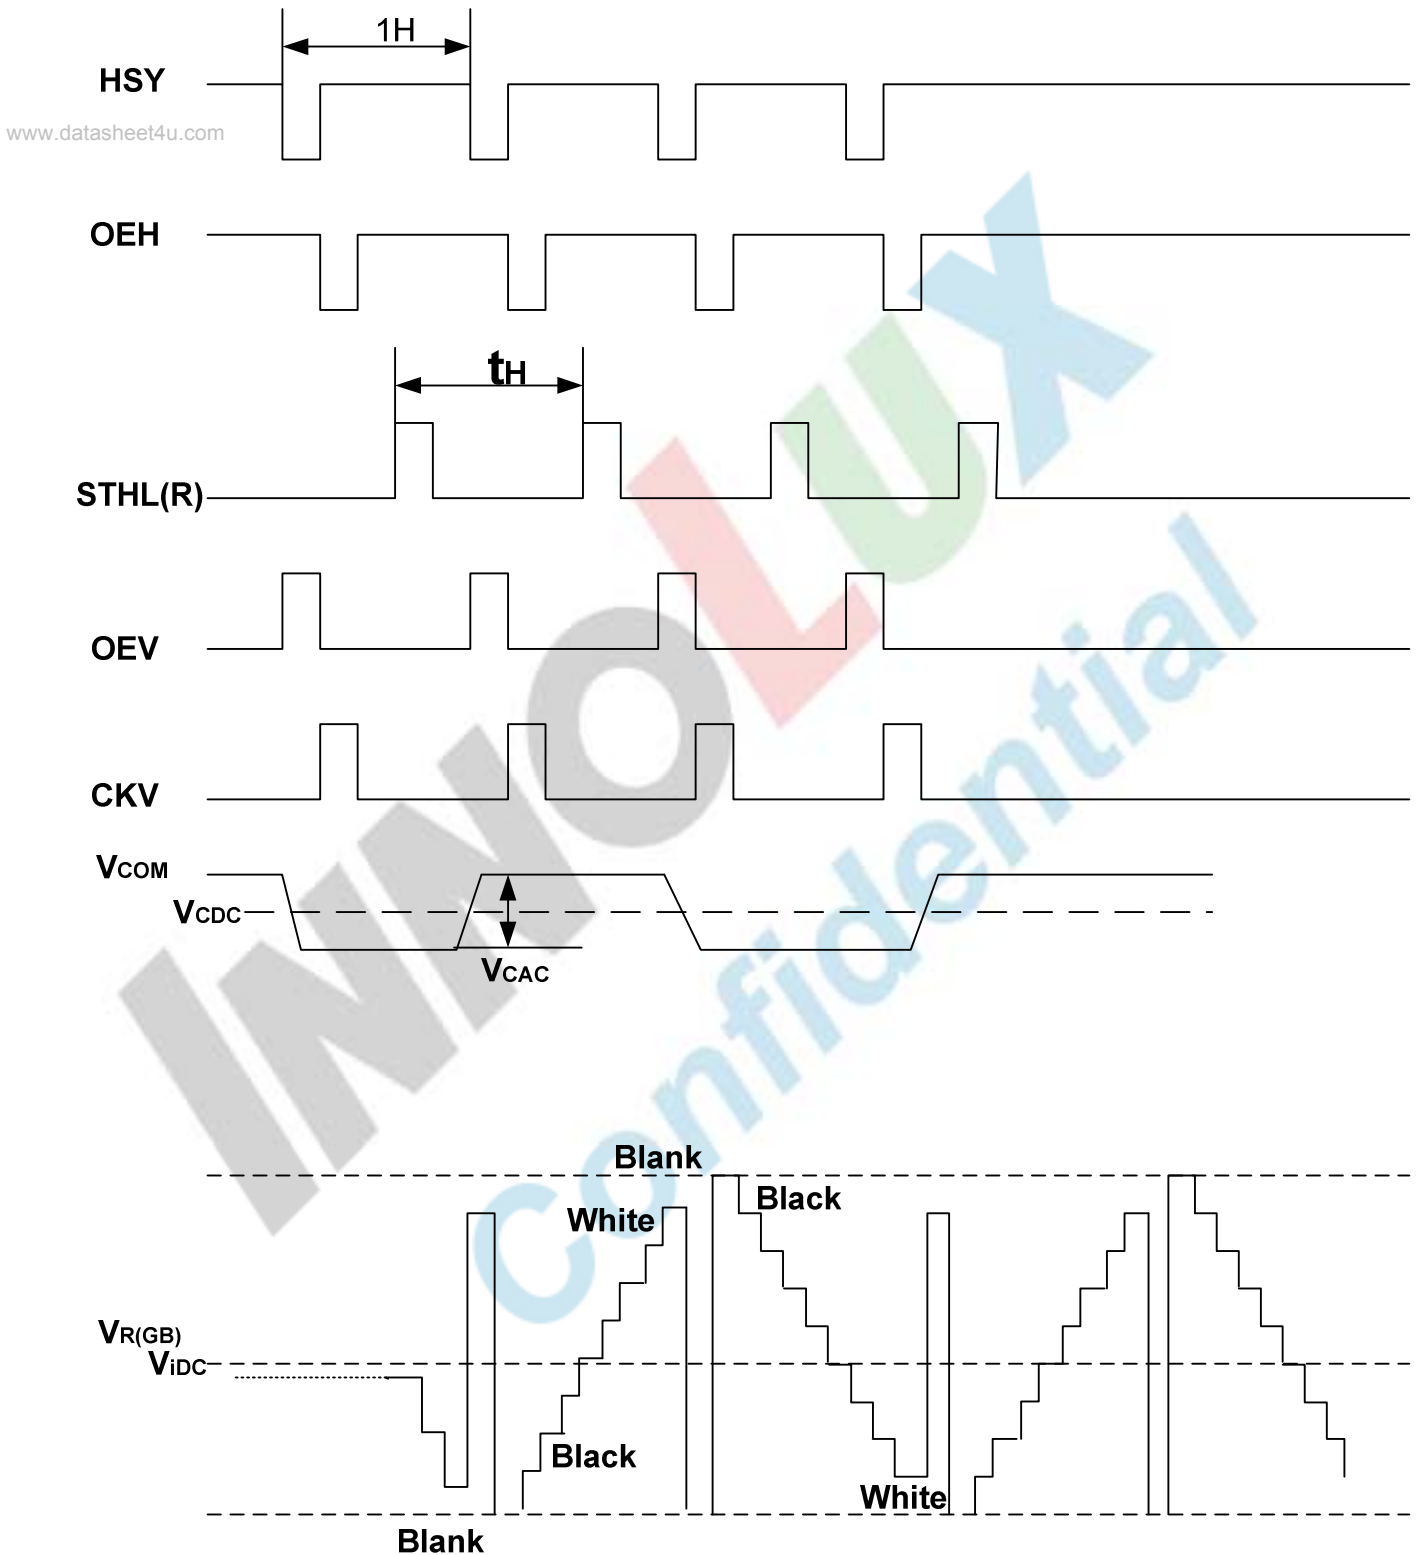 1H
HSY
www.datasheet4u.com
OEH
tH
STHL(R)
OEV
CKV
VCOM
VCDC
VCAC
Blank
Black
White
VR(GB)
ViDC
Black
White
Blank
INNOLUX
Confidential